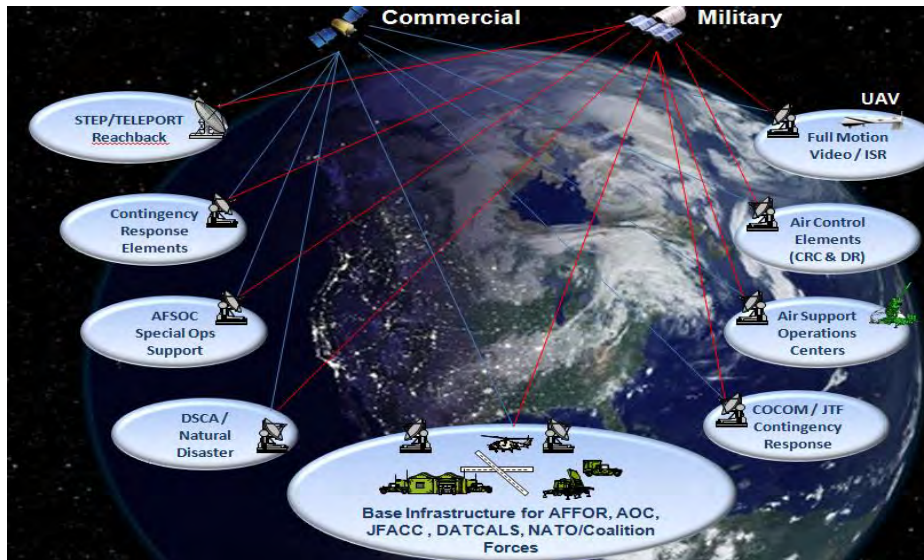 Commercial
Military
STEP/TELEPORT
Reachback
UAV
Full Motion
Video / ISR
Contingency
Response
Elements
Air Control
Elements
(CRC & DR)
AFSOC
Special Ops
Support
Air Support
Operations
Centers
DSCA /
Natural
Disaster
COCOM / JTF
Contingency
Response
Base Infrastructure for AFFOR, AOC,
JFACC , DATCALS, NATO/Coalition
Forces